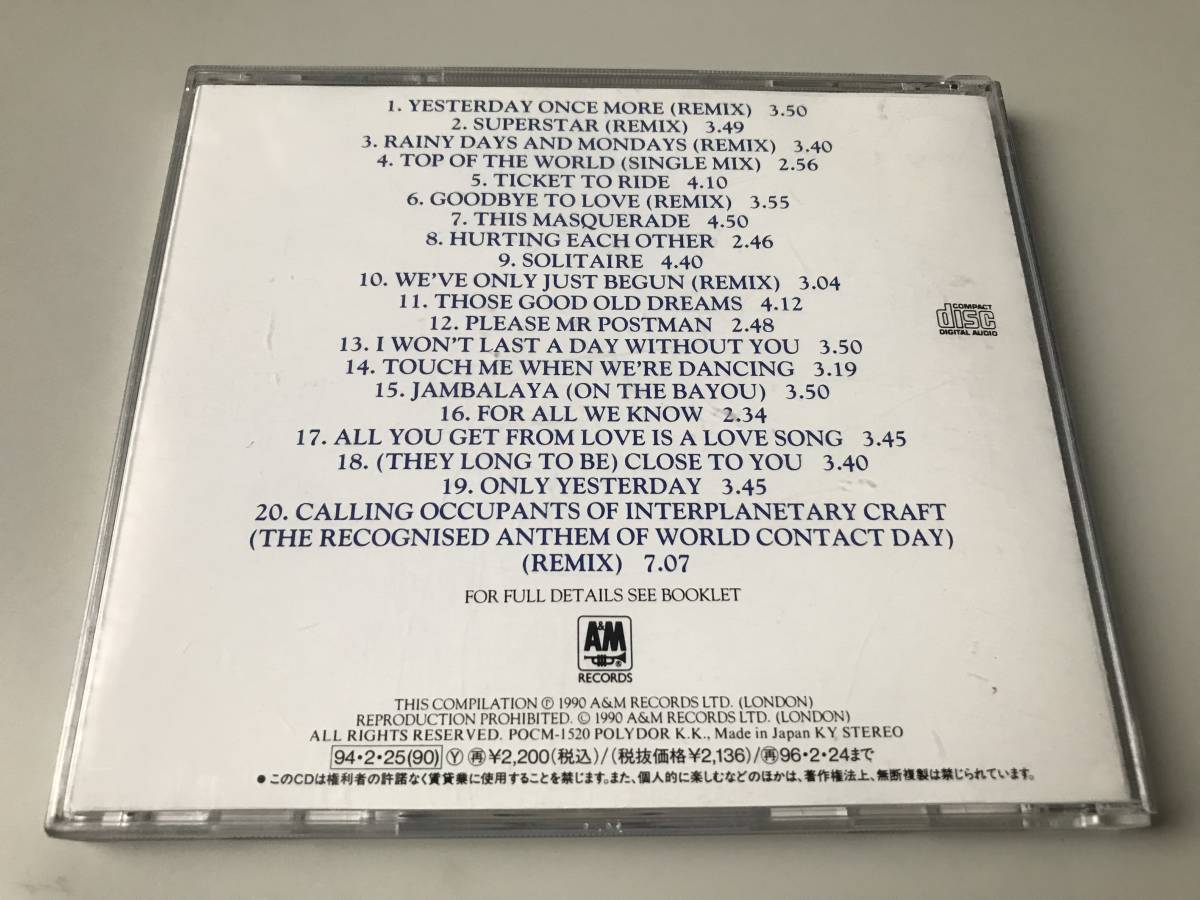 1. YESTERDAY ONCE MORE (REMIX) 3.50
2. SUPERSTAR (REMIX) 3.49
3. RAINY DAYS AND MONDAYS (REMIX) 3.40
4. TOP OF THE WORLD (SINGLE MIX) 2.56
5. TICKET TO RIDE 4.10
6. GOODBYE TO LOVE (REMIX) 3.55
7. THIS MASQUERADE 4.50
8. HURTING EACH OTHER 2.46
9. SOLITAIRE 4.40
10. WE'VE ONLY JUST BEGUN (REMIX) 3.04
11. THOSE GOOD OLD DREAMS 4.12
12. PLEASE MR POSTMAN 2.48
13. I WON'T LAST A DAY WITHOUT YOU 3.50
14. TOUCH ME WHEN WE'RE DANCING 3.19
15. JAMBALAYA (ON THE BAYOU) 3.50
16. FOR ALL WE KNOW 2.34
17. ALL YOU GET FROM LOVE IS A LOVE SONG 3.45
18. (THEY LONG TO BE) CLOSE TO YOU 3.40
19. ONLY YESTERDAY 3.45
20. CALLING OCCUPANTS OF INTERPLANETARY CRAFT
(THE RECOGNISED ANTHEM OF WORLD CONTACT DAY)
(REMIX) 7.07
COMPACT
disc
DIGITAL AUDIO
FOR FULL DETAILS SEE BOOKLET
A&M
®
RECORDS
THIS COMPILATION ℗ 1990 A&M RECORDS LTD. (LONDON)
REPRODUCTION PROHIBITED. © 1990 A&M RECORDS LTD. (LONDON)
ALL RIGHTS RESERVED. POCM-1520 POLYDOR K.K., Made in Japan KY STEREO
94・2・25(90) Ⓨ ㊢¥2,200(税込)/(税抜価格¥2,136)/㊢96・2・24まで
●このCDは権利者の許諾なく賃貸業に使用することを禁じます。また、個人的に楽しむなどのほかは、著作権法上、無断複製は禁じられています。